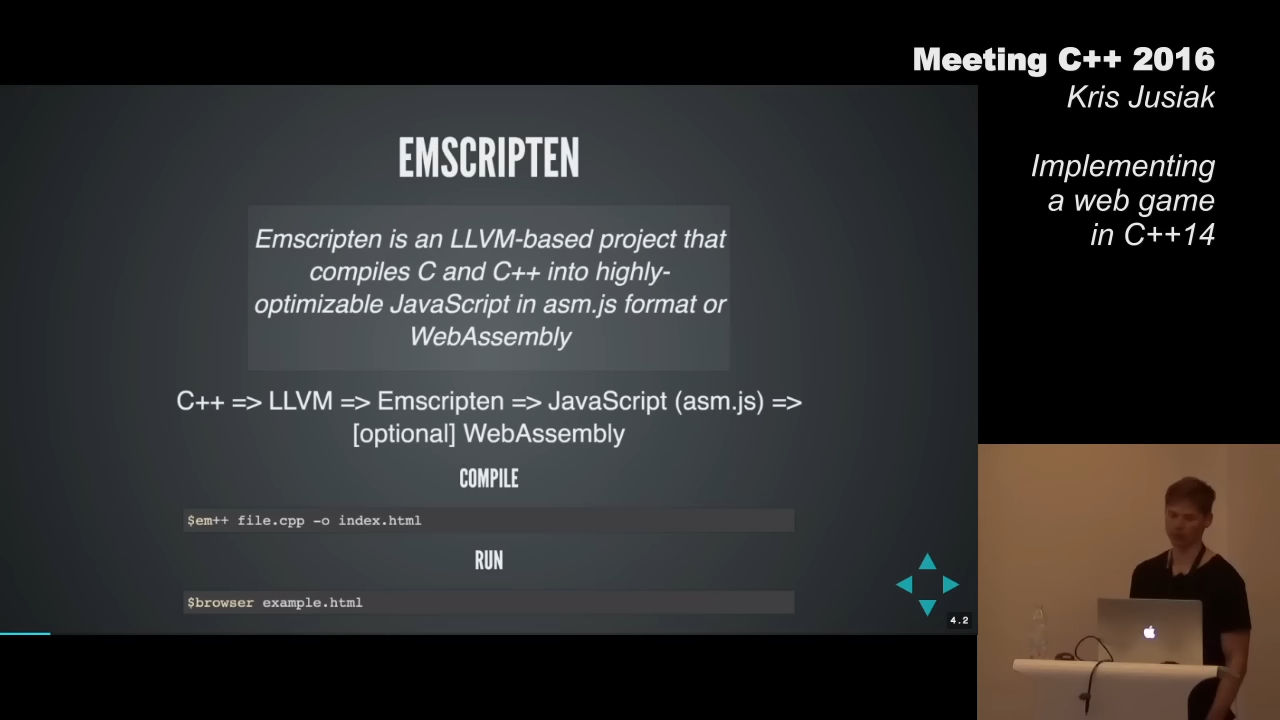 Meeting C++ 2016
Kris Jusiak
Implementing
a web game
in C++14
EMSCRIPTEN
Emscripten is an LLVM-based project that
compiles C and C++ into highly-
optimizable JavaScript in asm.js format or
WebAssembly
C++ => LLVM => Emscripten => JavaScript (asm.js) =>
[optional] WebAssembly
COMPILE
$em++ file.cpp -o index.html
RUN
$browser example.html
4.2